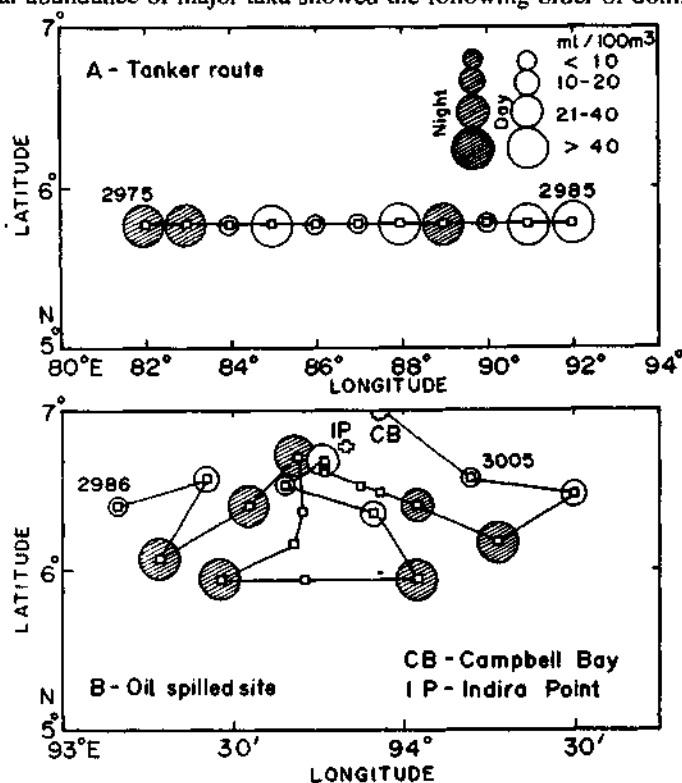 al abundance of major taxa showed the following order of dom
7°
A - Tanker route
ml/100m³
< 10
10-20
21-40
> 40
Night
Day
LATITUDE
6°
2975
2985
N
5°
80°E 82° 84° 86° 88° 90° 92° 94°
LONGITUDE
7°
IP
CB
2986
3005
LATITUDE
6°
B - Oil spilled site
CB - Campbell Bay
IP - Indira Point
N
5°
93°E 30' 94° 30'
LONGITUDE